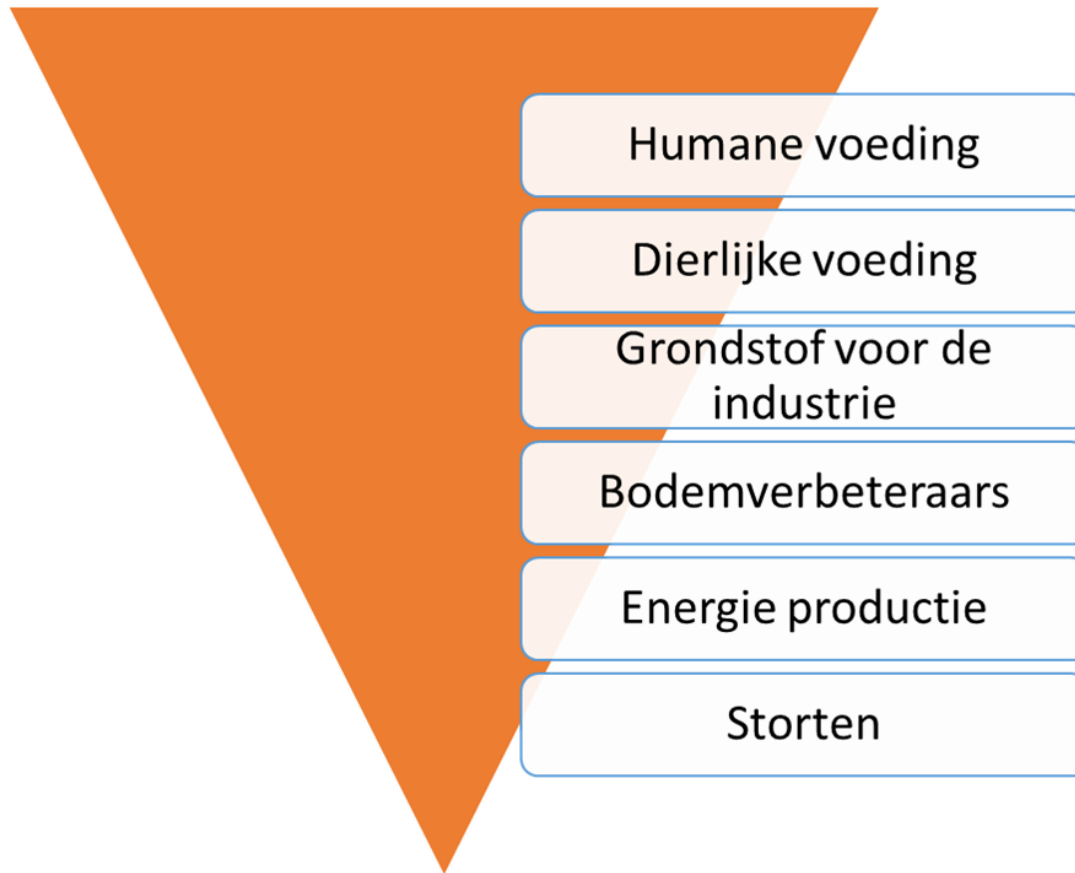 Humane voeding
Dierlijke voeding
Grondstof voor de
industrie
Bodemverbeteraars
Energie productie
Storten